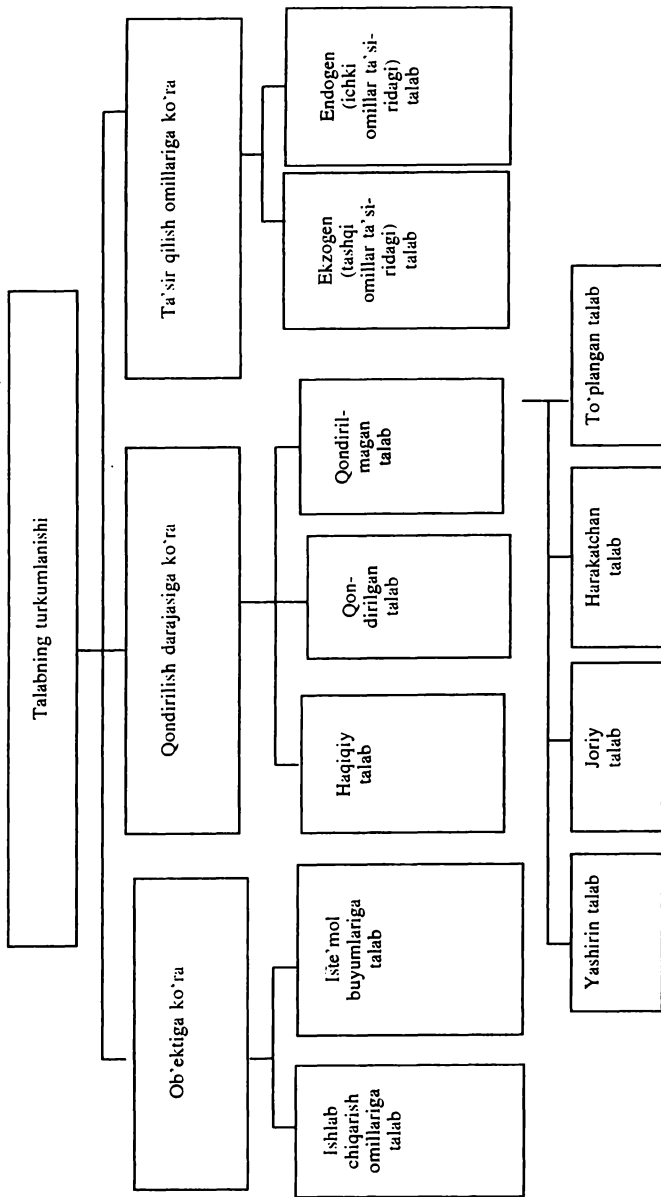 Talabning turkumlanishi
Ob'ektiga ko`ra
Qondirilish darajasiga ko`ra
Ta`sir qilish omillariga ko`ra
Ishlab
chiqarish
omillariga
talab
Iste`mol
buyumlariga
talab
Haqiqiy
talab
Qon-
dirilgan
talab
Qondiril-
magan
talab
Ekzogen
(tashqi
omillar ta`si-
ridagi)
talab
Endogen
(ichki
omillar ta`si-
ridagi)
talab
Yashirin talab
Joriy
talab
Harakatchan
talab
To`plangan talab